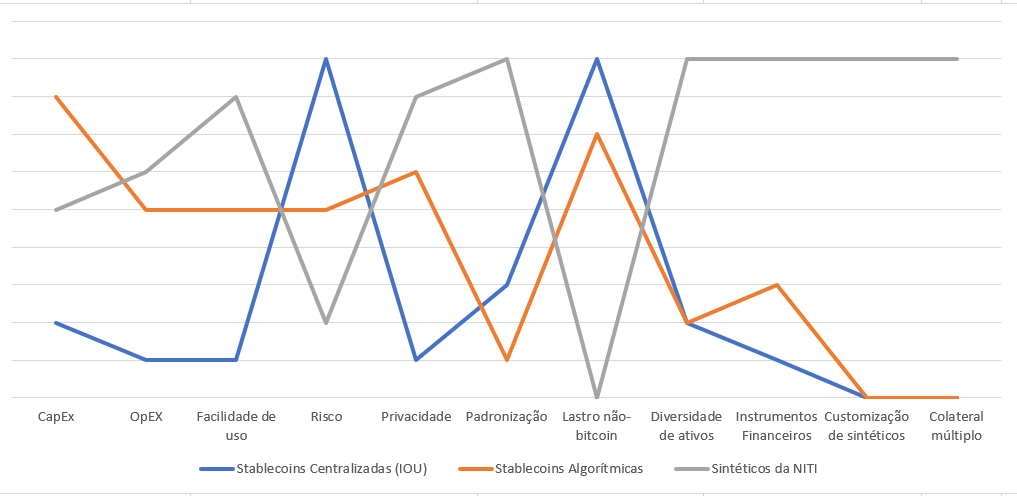 CapEx
OpEX
Facilidade de
uso
Risco
Privacidade
Padronização
Lastro não-
bitcoin
Diversidade
de ativos
Instrumentos
Financeiros
Customização
de sintéticos
Colateral
múltiplo
Stablecoins Centralizadas (IOU)
Stablecoins Algorítmicas
Sintéticos da NITI